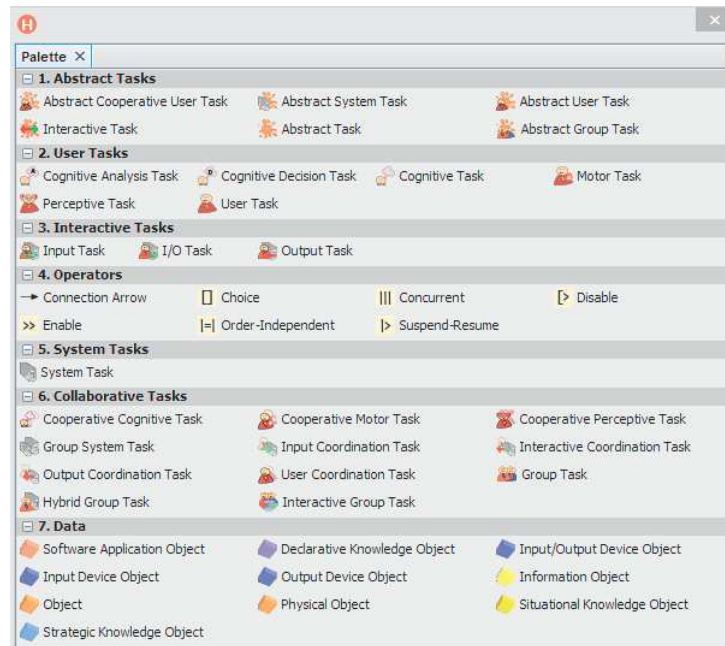 H
Palette ×
1. Abstract Tasks
Abstract Cooperative User Task Abstract System Task Abstract User Task
Interactive Task Abstract Task Abstract Group Task
2. User Tasks
Cognitive Analysis Task Cognitive Decision Task Cognitive Task Motor Task
Perceptive Task User Task
3. Interactive Tasks
Input Task I/O Task Output Task
4. Operators
Connection Arrow [] Choice ||| Concurrent [> Disable
>> Enable |=| Order-Independent |> Suspend-Resume
5. System Tasks
System Task
6. Collaborative Tasks
Cooperative Cognitive Task Cooperative Motor Task Cooperative Perceptive Task
Group System Task Input Coordination Task Interactive Coordination Task
Output Coordination Task User Coordination Task Group Task
Hybrid Group Task Interactive Group Task
7. Data
Software Application Object Declarative Knowledge Object Input/Output Device Object
Input Device Object Output Device Object Information Object
Object Physical Object Situational Knowledge Object
Strategic Knowledge Object